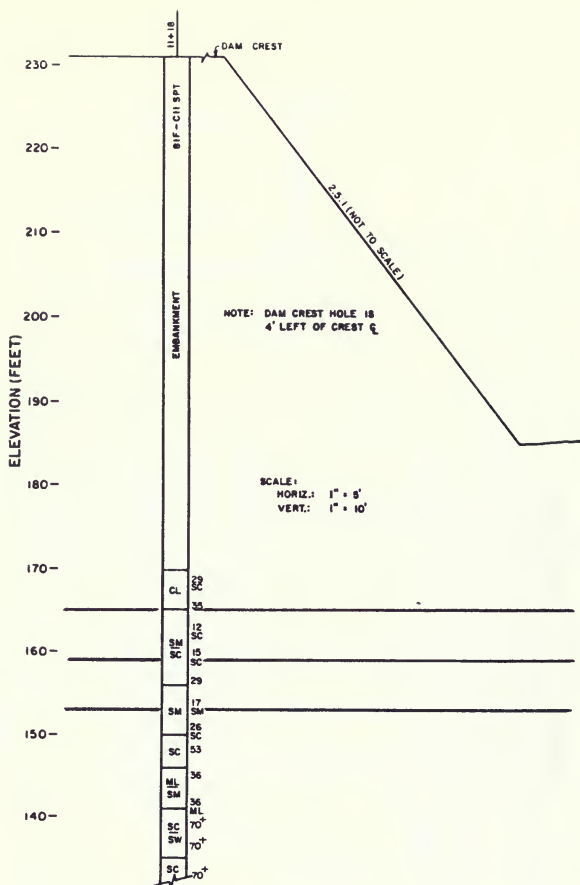 11+18
DAM CREST
230-
81F-C11 SPT
220-
2.5:1 (NOT TO SCALE)
210-
200-
NOTE: DAM CREST HOLE IS
4' LEFT OF CREST ℄
EMBANKMENT
190-
ELEVATION (FEET)
180-
SCALE:
HORIZ.: 1" = 5'
VERT.: 1" = 10'
170-
29
SC
CL
35
12
SC
SM
SC
160-
15
SC
29
17
SM
SM
26
150-
SC
SC
53
36
ML
SM
36
140-
ML
SC
70+
SW
70+
SC
70+